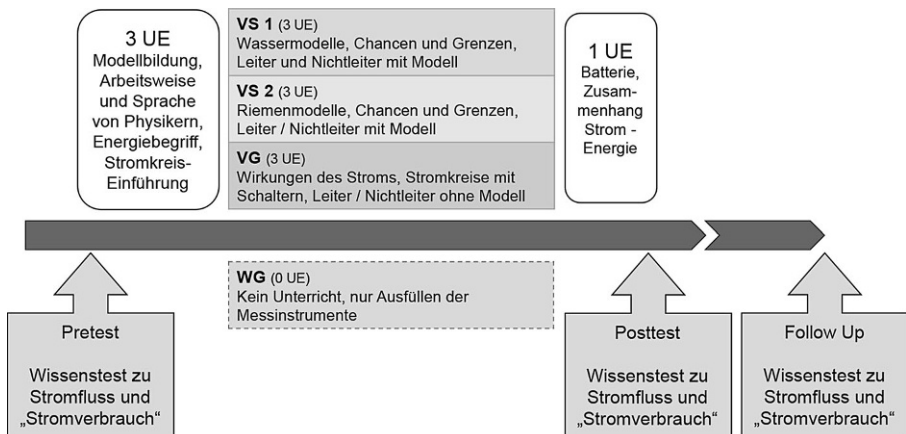 3 UE
Modellbildung,
Arbeitsweise
und Sprache
von Physikern,
Energiebegriff,
Stromkreis-
Einführung
VS 1 (3 UE)
Wassermodelle, Chancen und Grenzen,
Leiter und Nichtleiter mit Modell
VS 2 (3 UE)
Riemenmodelle, Chancen und Grenzen,
Leiter / Nichtleiter mit Modell
VG (3 UE)
Wirkungen des Stroms, Stromkreise mit
Schaltern, Leiter / Nichtleiter ohne Modell
1 UE
Batterie,
Zusam-
menhang
Strom -
Energie
WG (0 UE)
Kein Unterricht, nur Ausfüllen der
Messinstrumente
Pretest
Wissenstest zu
Stromfluss und
„Stromverbrauch“
Posttest
Wissenstest zu
Stromfluss und
„Stromverbrauch“
Follow Up
Wissenstest zu
Stromfluss und
„Stromverbrauch“